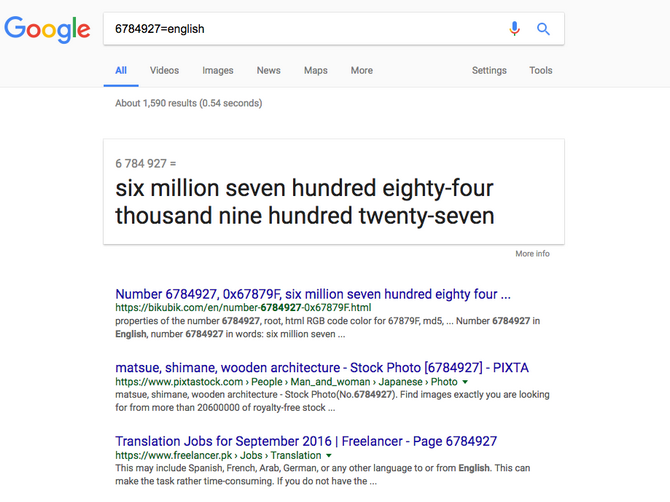 Google
6784927=english
All Videos Images News Maps More Settings Tools
About 1,590 results (0.54 seconds)
6 784 927 =
six million seven hundred eighty-four
thousand nine hundred twenty-seven
More info
Number 6784927, 0x67879F, six million seven hundred eighty four ...
https://bikubik.com/en/number-6784927-0x67879F.html
properties of the number 6784927, root, html RGB code color for 67879F, md5, ... Number 6784927 in
English, number 6784927 in words: six million seven ...
matsue, shimane, wooden architecture - Stock Photo [6784927] - PIXTA
https://www.pixtastock.com › People › Man_and_woman › Japanese › Photo
matsue, shimane, wooden architecture - Stock Photo(No.6784927). Find images exactly you are looking
for from more than 20600000 of royalty-free stock ...
Translation Jobs for September 2016 | Freelancer - Page 6784927
https://www.freelancer.pk › Jobs › Translation
This may include Spanish, French, Arab, German, or any other language to or from English. This can
make the task rather time-consuming. If you do not have the ...